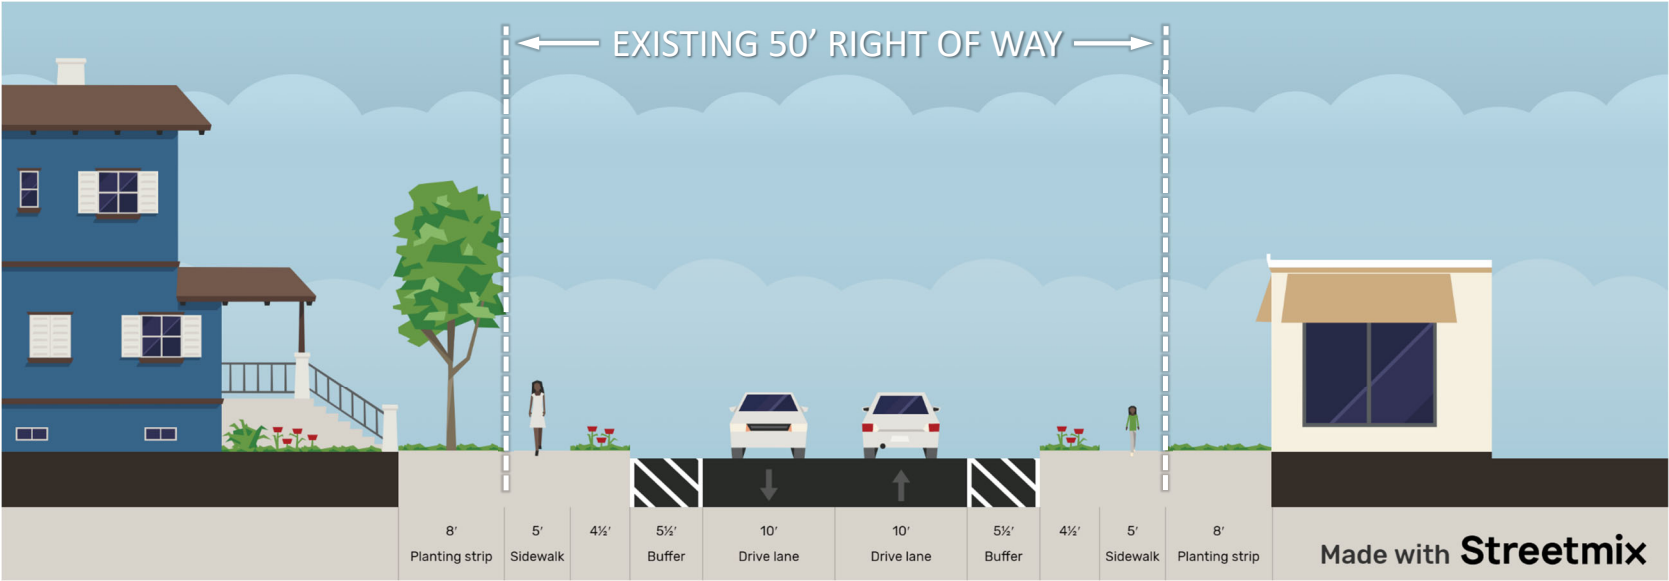 EXISTING 50’ RIGHT OF WAY
8′ 5′ 4½′ 5½′ 10′ 10′ 5½′ 4½′ 5′ 8′
Planting strip Sidewalk Buffer Drive lane Drive lane Buffer Sidewalk Planting strip
Made with Streetmix